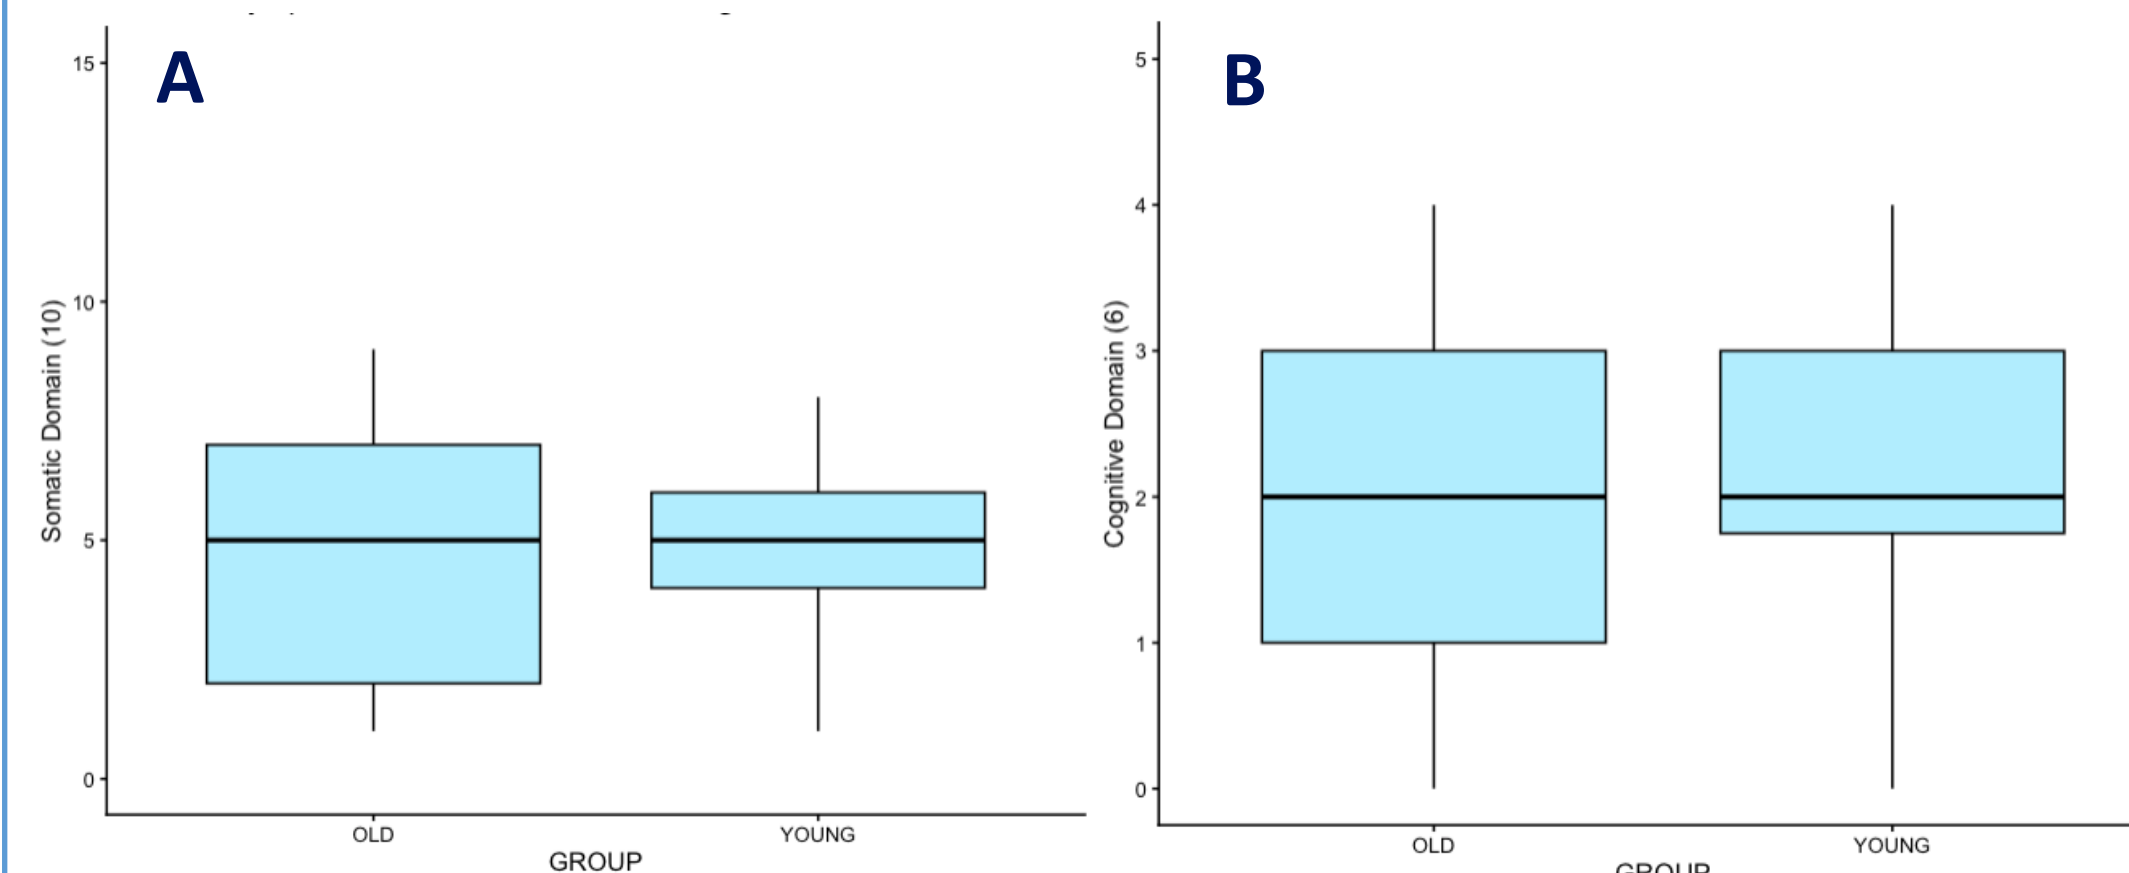 A
15
10
5
0
Somatic Domain (10)
OLD
YOUNG
GROUP
B
5
4
3
2
1
0
Cognitive Domain (6)
OLD
YOUNG
GROUP